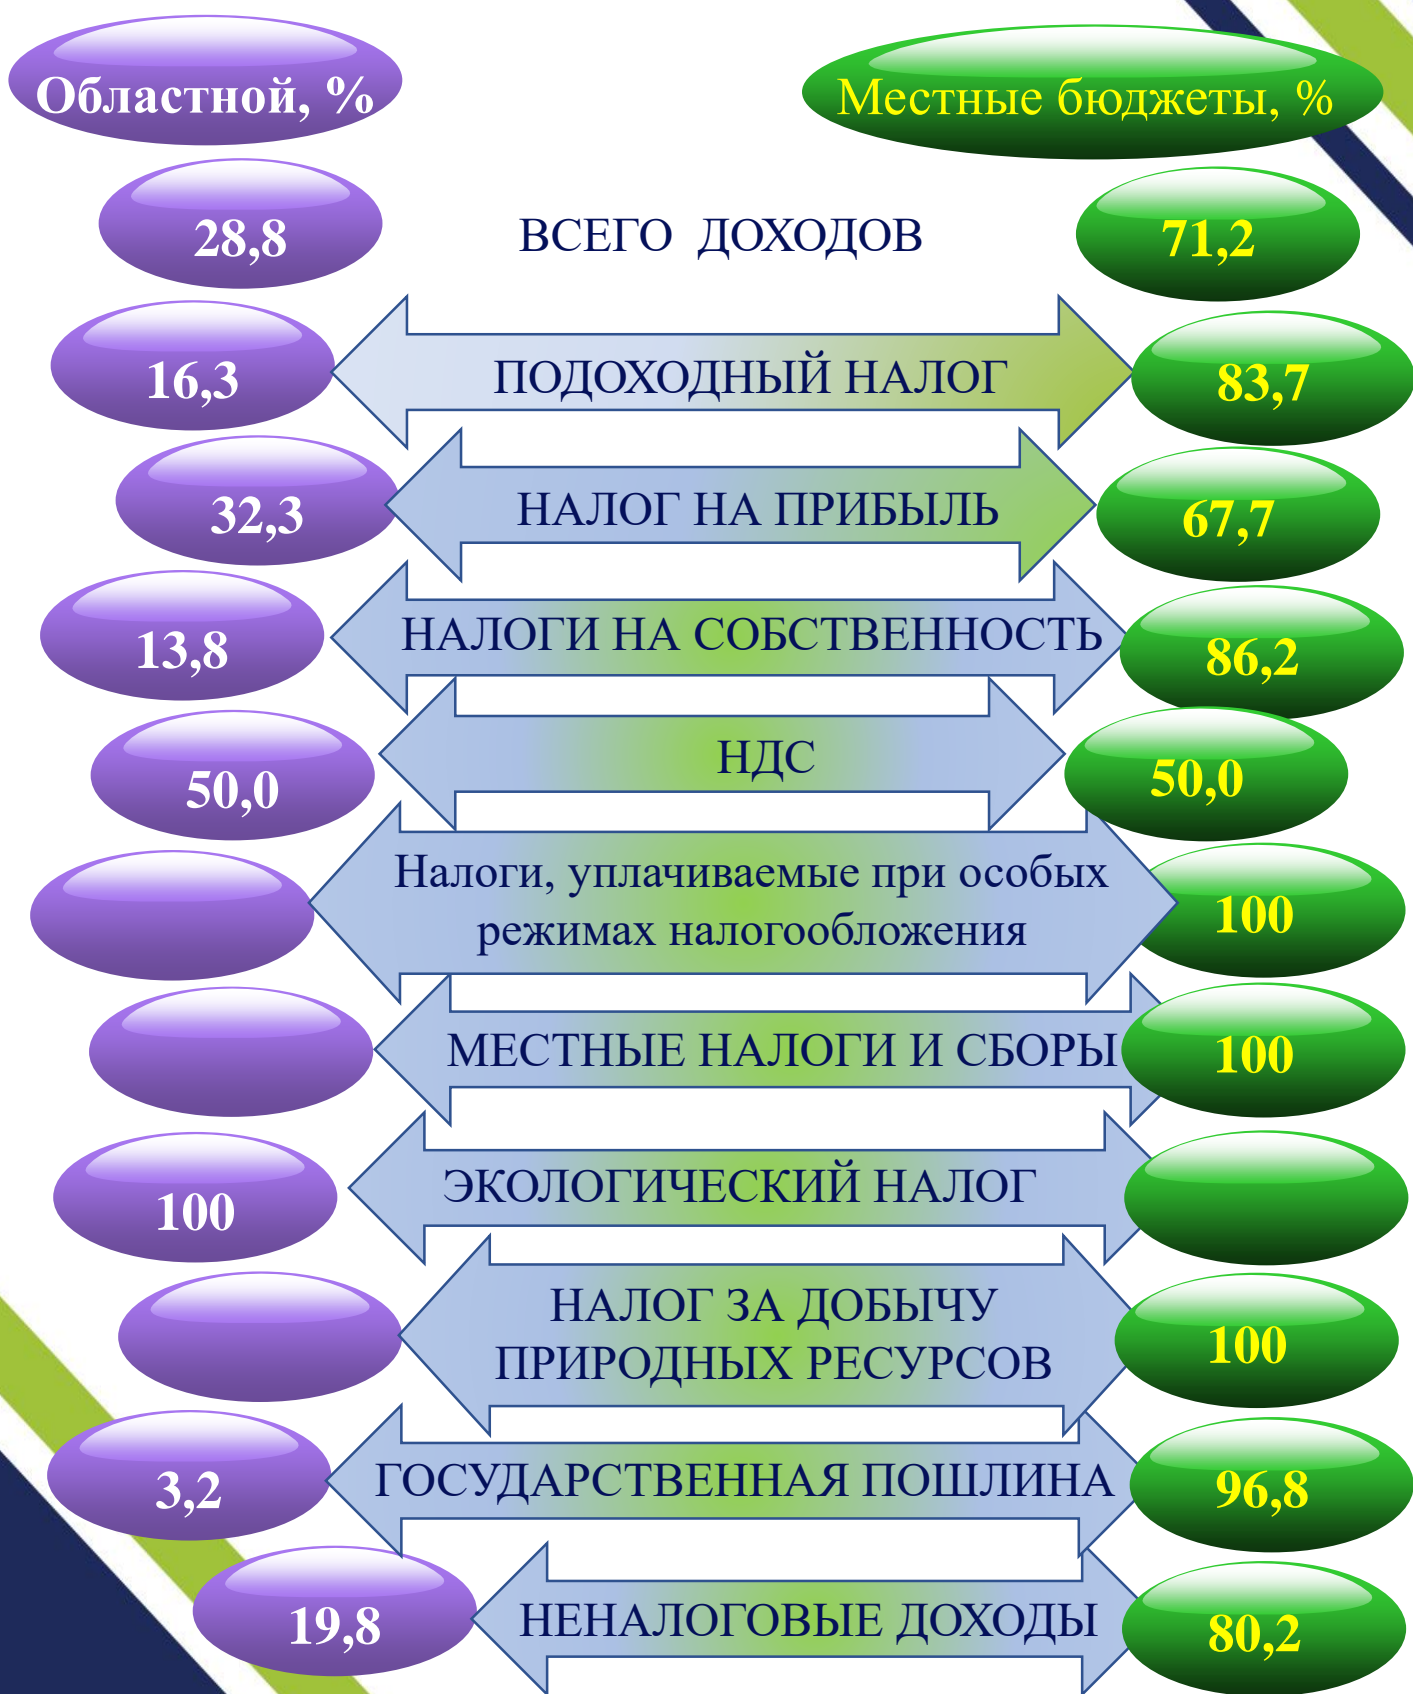 Областной, %
Местные бюджеты, %
28,8
ВСЕГО ДОХОДОВ
71,2
16,3
ПОДОХОДНЫЙ НАЛОГ
83,7
32,3
НАЛОГ НА ПРИБЫЛЬ
67,7
13,8
НАЛОГИ НА СОБСТВЕННОСТЬ
86,2
50,0
НДС
50,0
Налоги, уплачиваемые при особых
режимах налогообложения
100
МЕСТНЫЕ НАЛОГИ И СБОРЫ
100
100
ЭКОЛОГИЧЕСКИЙ НАЛОГ
НАЛОГ ЗА ДОБЫЧУ
ПРИРОДНЫХ РЕСУРСОВ
100
3,2
ГОСУДАРСТВЕННАЯ ПОШЛИНА
96,8
19,8
НЕНАЛОГОВЫЕ ДОХОДЫ
80,2